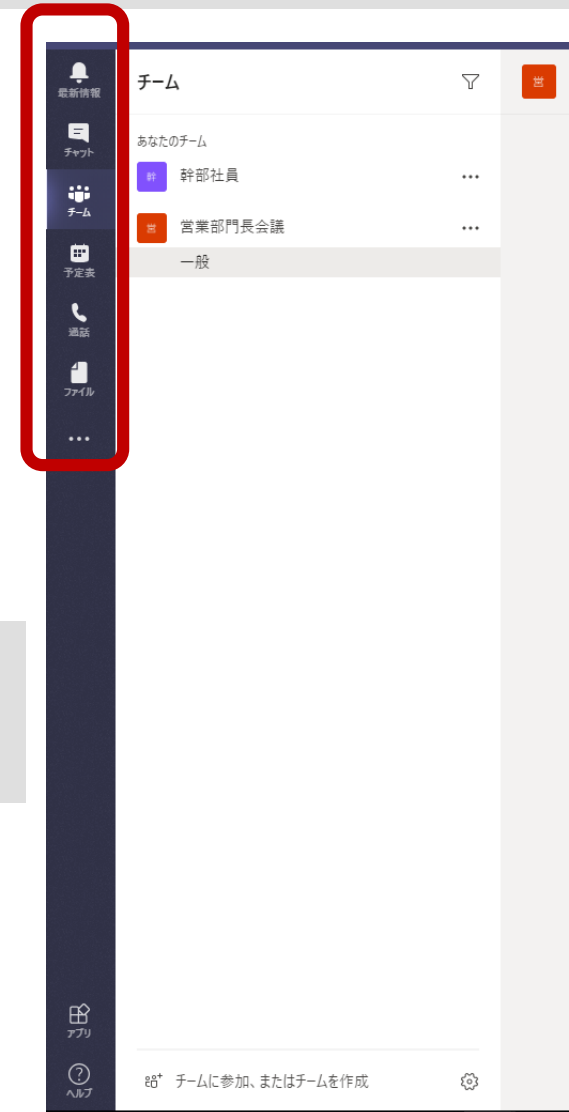 最新情報
チャット
チーム
予定表
通話
ファイル
アプリ
ヘルプ
チーム
あなたのチーム
幹 幹部社員
営 営業部門長会議
一般
チームに参加、またはチームを作成
営